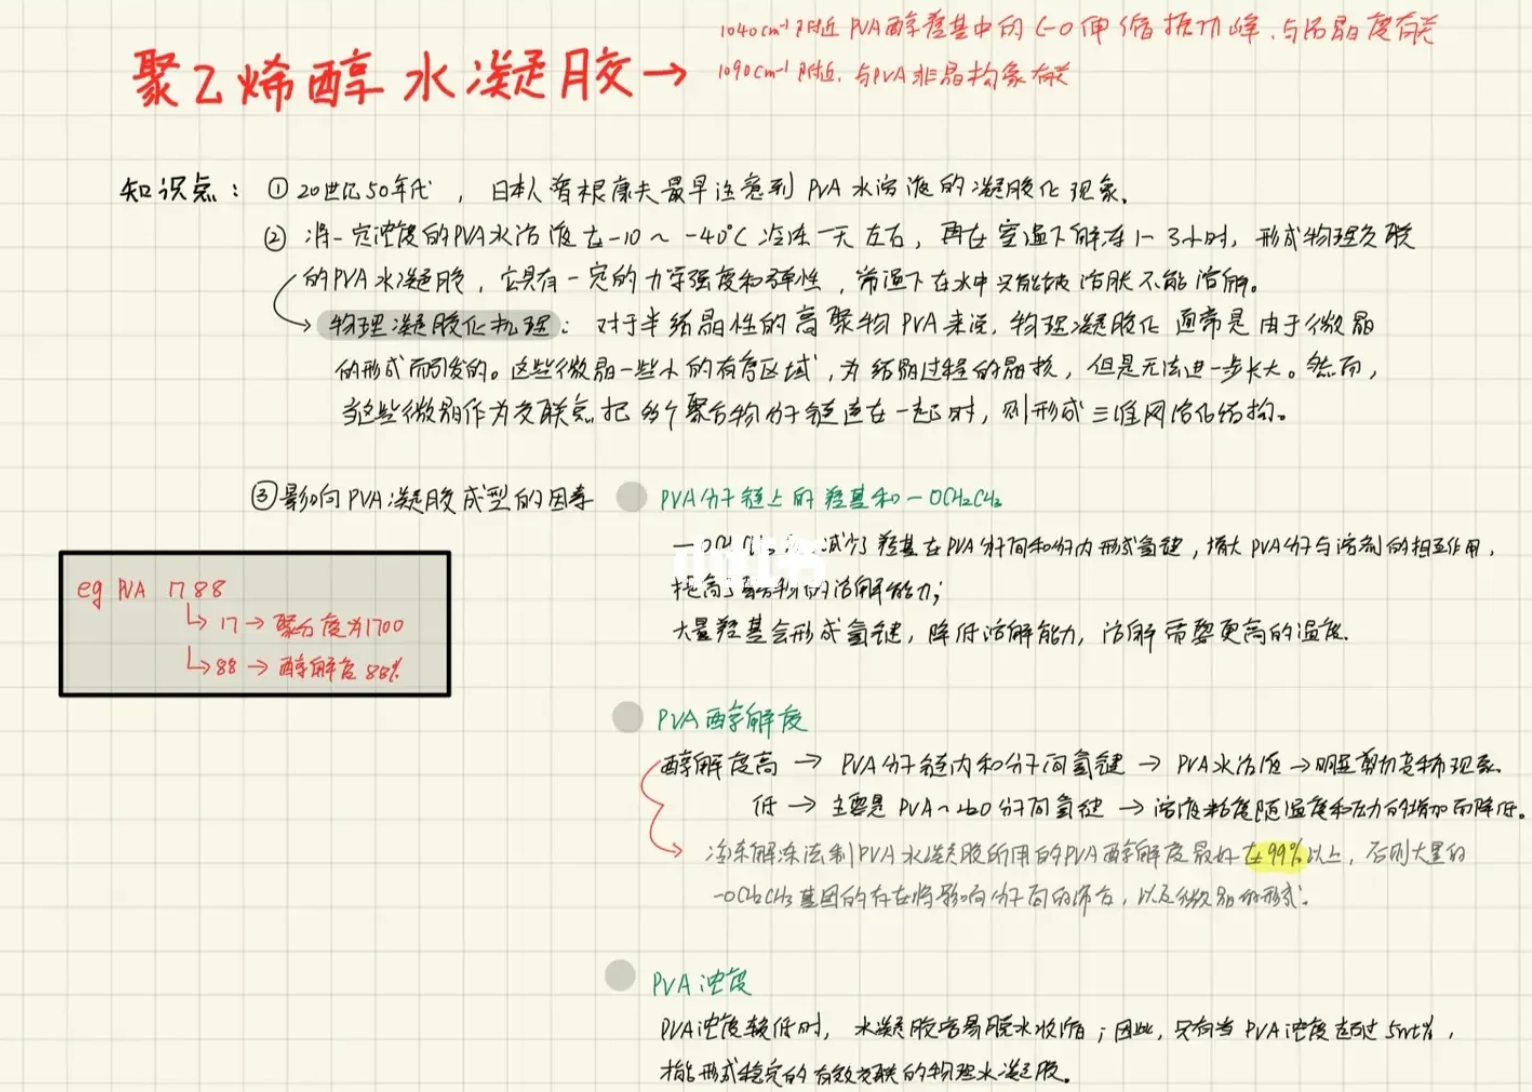 1040cm⁻¹附近 PVA醇羟基中的C-O伸缩振动峰.与结晶度有关
聚乙烯醇水凝胶→ 1090cm⁻¹附近.与PVA非晶构象有关
知识点：①20世纪50年代，日本人曾根康夫最早注意到PVA水溶液的凝胶化现象.
②将一定浓度的PVA水溶液在-10～-40℃冷冻一天左右，再在室温下解冻1-3小时，形成物理交联
的PVA水凝胶，它具有一定的力学强度和弹性，常温下在水中只能被溶胀不能溶解。
物理凝胶化机理：对于半结晶性的高聚物PVA来说，物理凝胶化通常是由于微晶
的形成而引发的。这些微晶一些小的有序区域，为结晶过程的晶核，但是无法进一步长大。然而，
当这些微晶作为交联点把多个聚合物分子链连在一起时，则形成三维网络化结构。
③影响PVA凝胶成型的因素 PVA分子链上的羟基和-OCH₂CH₃
减少了羟基在PVA分子间和分内形成氢键，增大PVA分子与溶剂的相互作用，
eg PVA 1788
提高了 的溶解能力；
↳17→聚合度为1700
大量羟基会形成氢键，降低溶解能力，溶解需要更高的温度.
↳88→醇解度88%
PVA醇解度
醇解度高→PVA分子链内和分子间氢键→PVA水溶液→明显剪切变稀现象.
低→主要是PVA~H2O分子间氢键→溶液粘度随温度和应力的增加而降低.
冷冻解冻法制PVA水凝胶所用的PVA醇解度最好在99%以上，否则大量的
-OCH₂CH₃基团的存在将影响分子间的缔合，以及微晶的形成.
PVA浓度
PVA浓度较低时，水凝胶容易脱水收缩；因此，只有当PVA浓度超过5wt%，
才能形成稳定的有效交联的物理水凝胶。